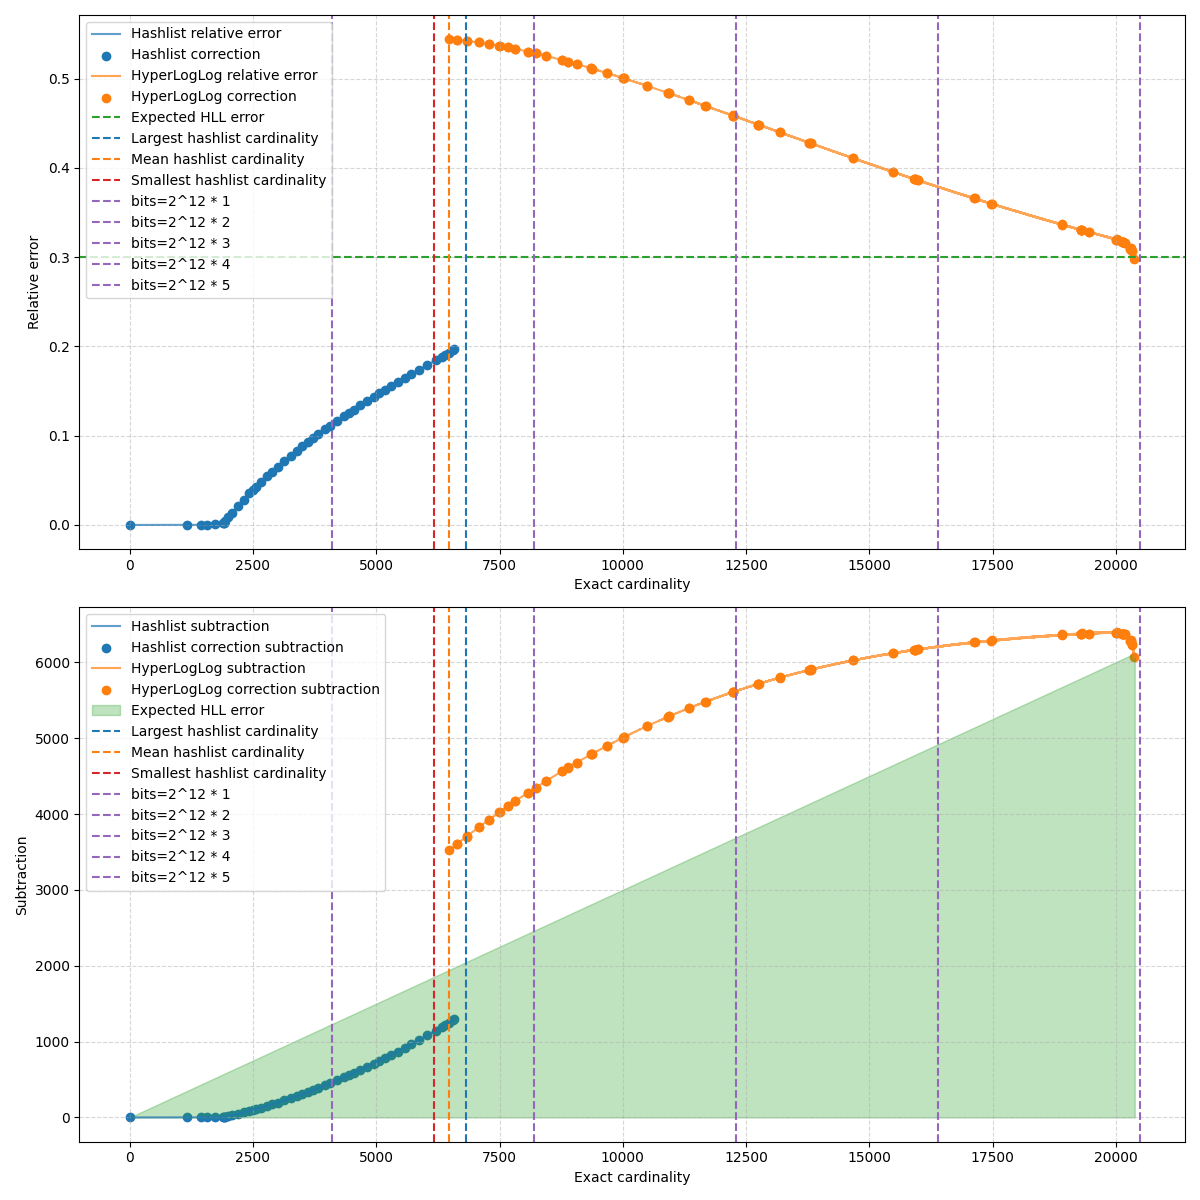 Hashlist relative error
Hashlist correction
HyperLogLog relative error
HyperLogLog correction
Expected HLL error
Largest hashlist cardinality
Mean hashlist cardinality
Smallest hashlist cardinality
bits=2^12 * 1
bits=2^12 * 2
bits=2^12 * 3
bits=2^12 * 4
bits=2^12 * 5
Relative error
0.5
0.4
0.3
0.2
0.1
0.0
0 2500 5000 7500 10000 12500 15000 17500 20000
Exact cardinality
Hashlist subtraction
Hashlist correction subtraction
HyperLogLog subtraction
HyperLogLog correction subtraction
Expected HLL error
Largest hashlist cardinality
Mean hashlist cardinality
Smallest hashlist cardinality
bits=2^12 * 1
bits=2^12 * 2
bits=2^12 * 3
bits=2^12 * 4
bits=2^12 * 5
Subtraction
6000
5000
4000
3000
2000
1000
0
0 2500 5000 7500 10000 12500 15000 17500 20000
Exact cardinality